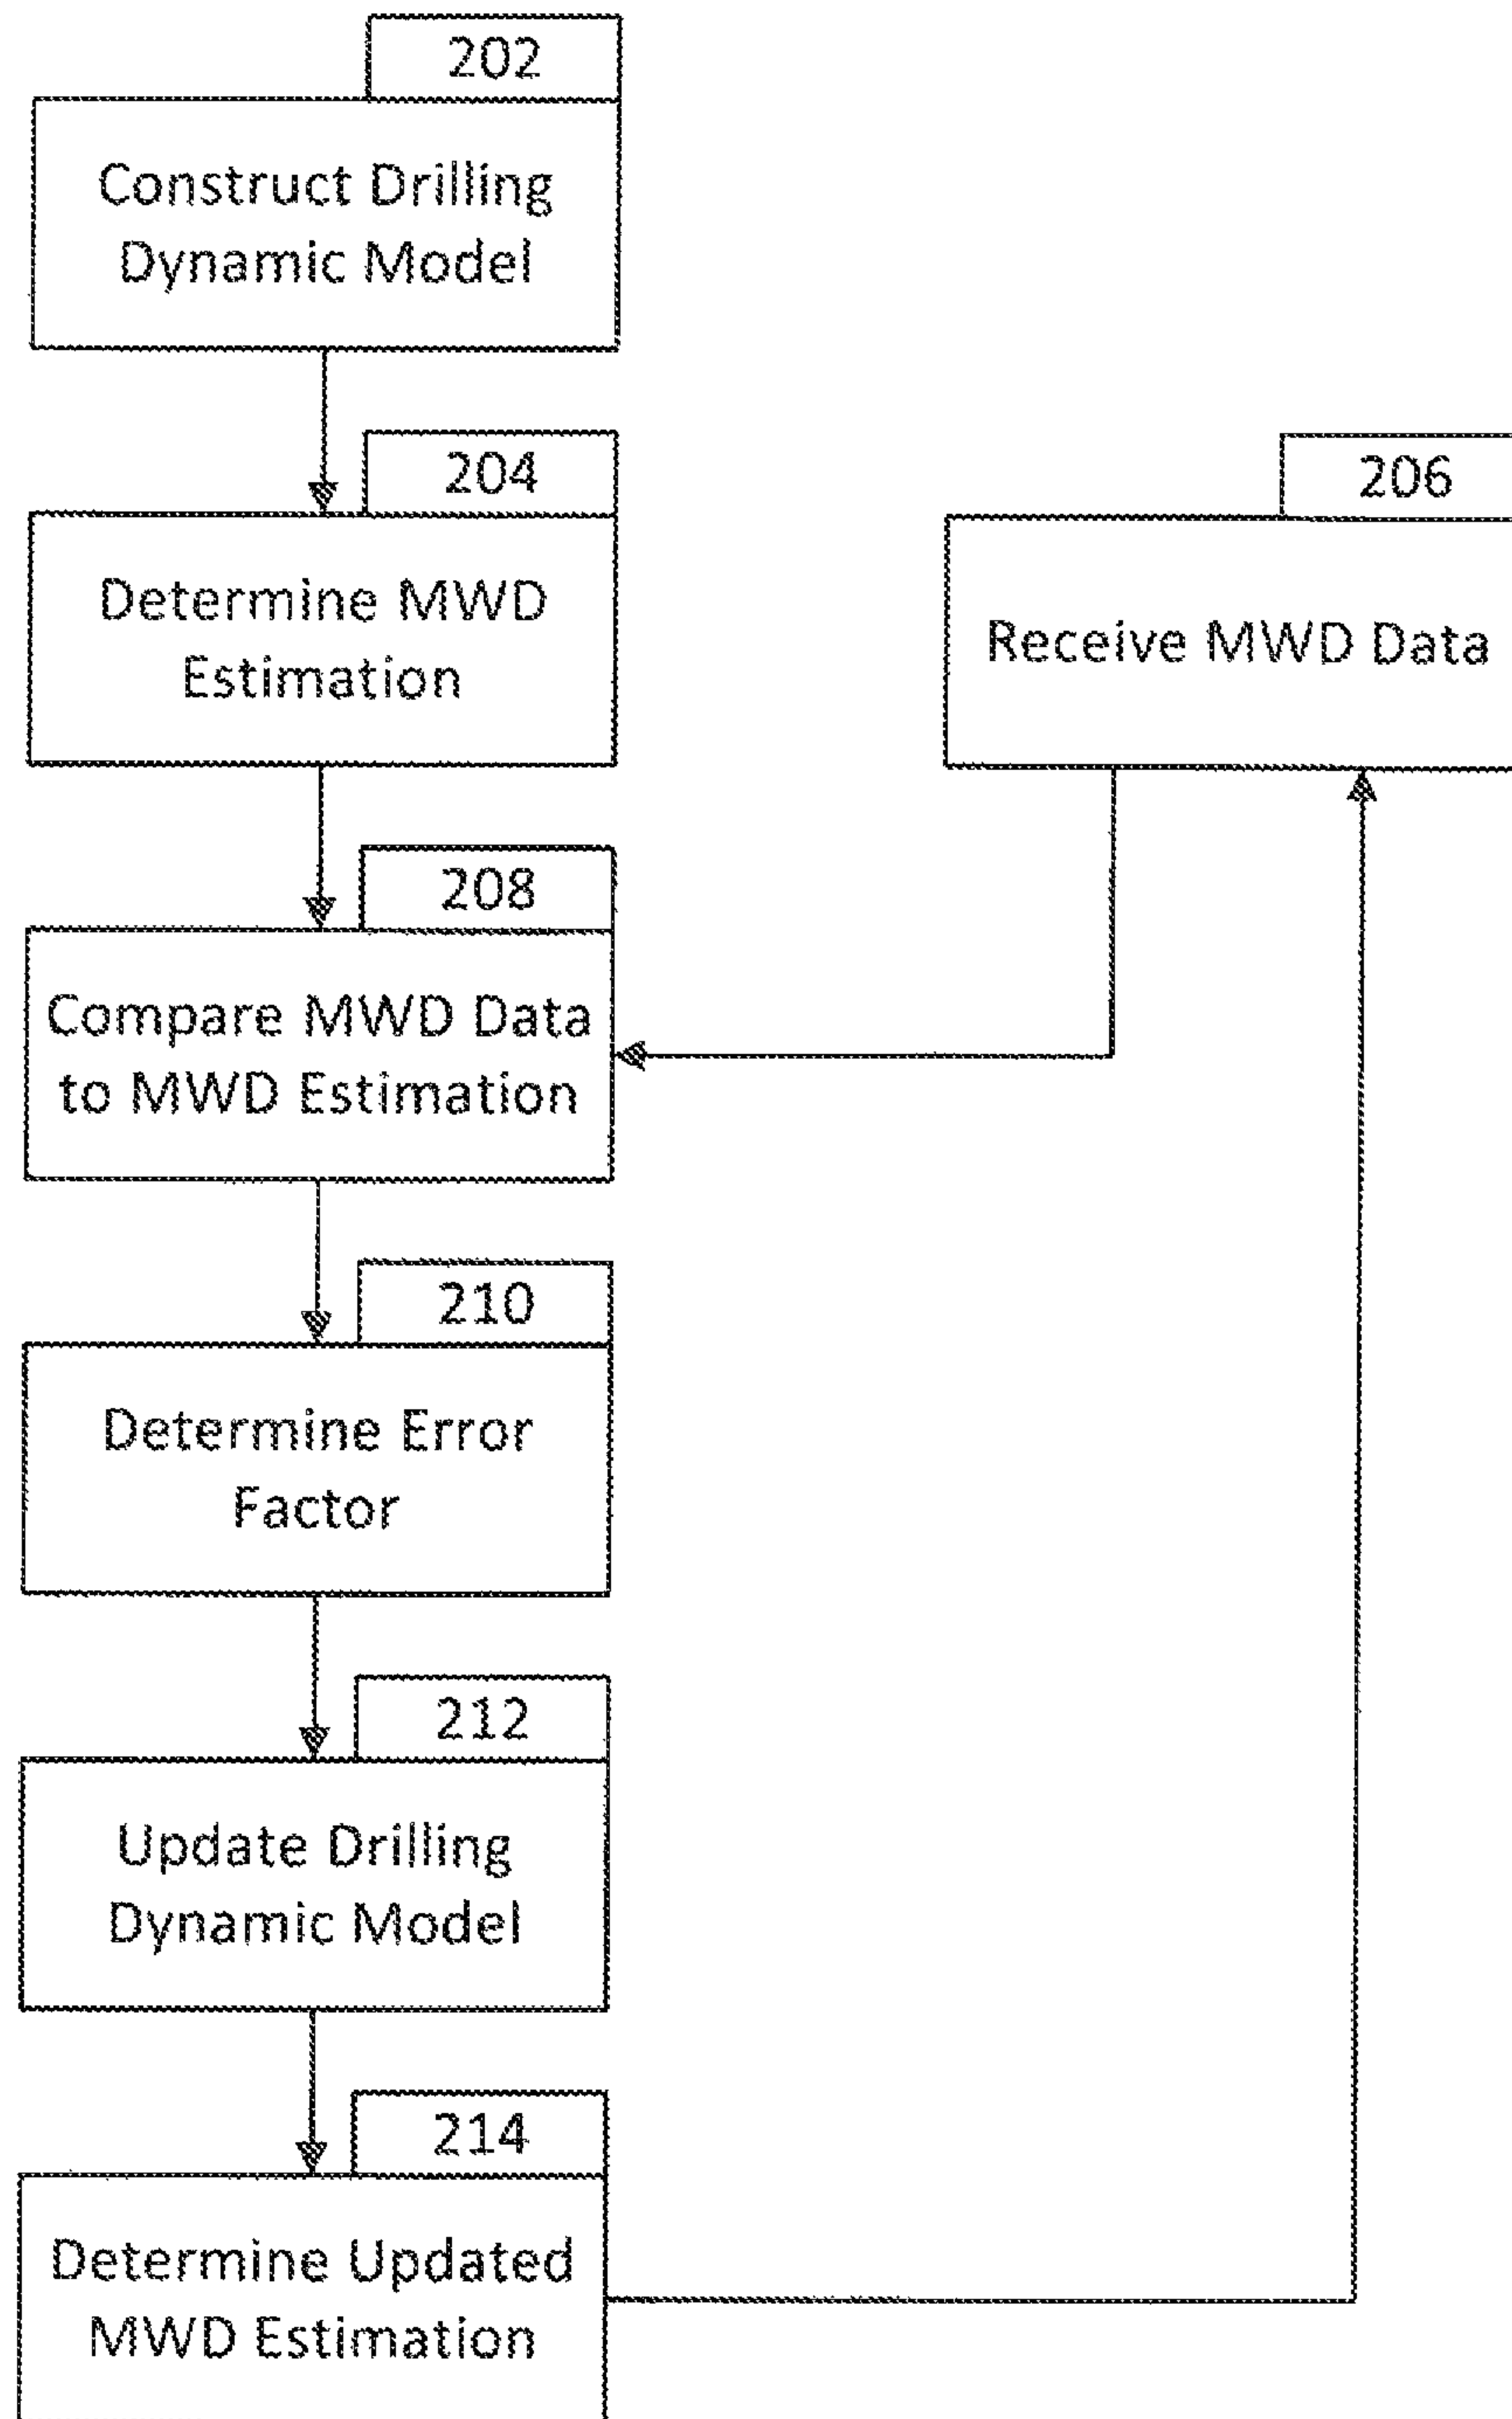 202
Construct Drilling
Dynamic Model
204
Determine MWD
Estimation
206
Receive MWD Data
208
Compare MWD Data
to MWD Estimation
210
Determine Error
Factor
212
Update Drilling
Dynamic Model
214
Determine Updated
MWD Estimation